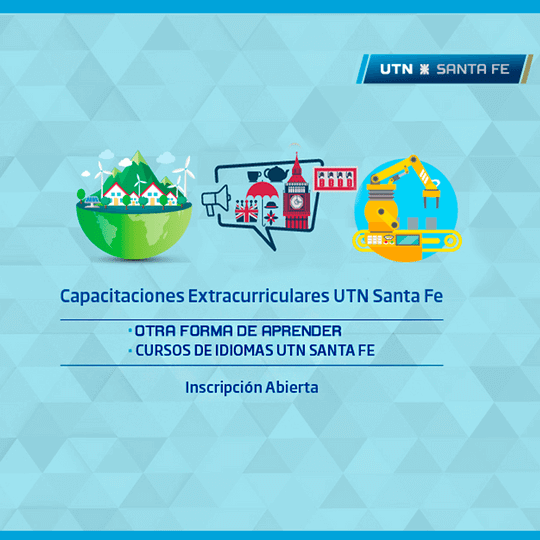 UTN SANTA FE
Capacitaciones Extracurriculares UTN Santa Fe
• OTRA FORMA DE APRENDER
• CURSOS DE IDIOMAS UTN SANTA FE
Inscripción Abierta